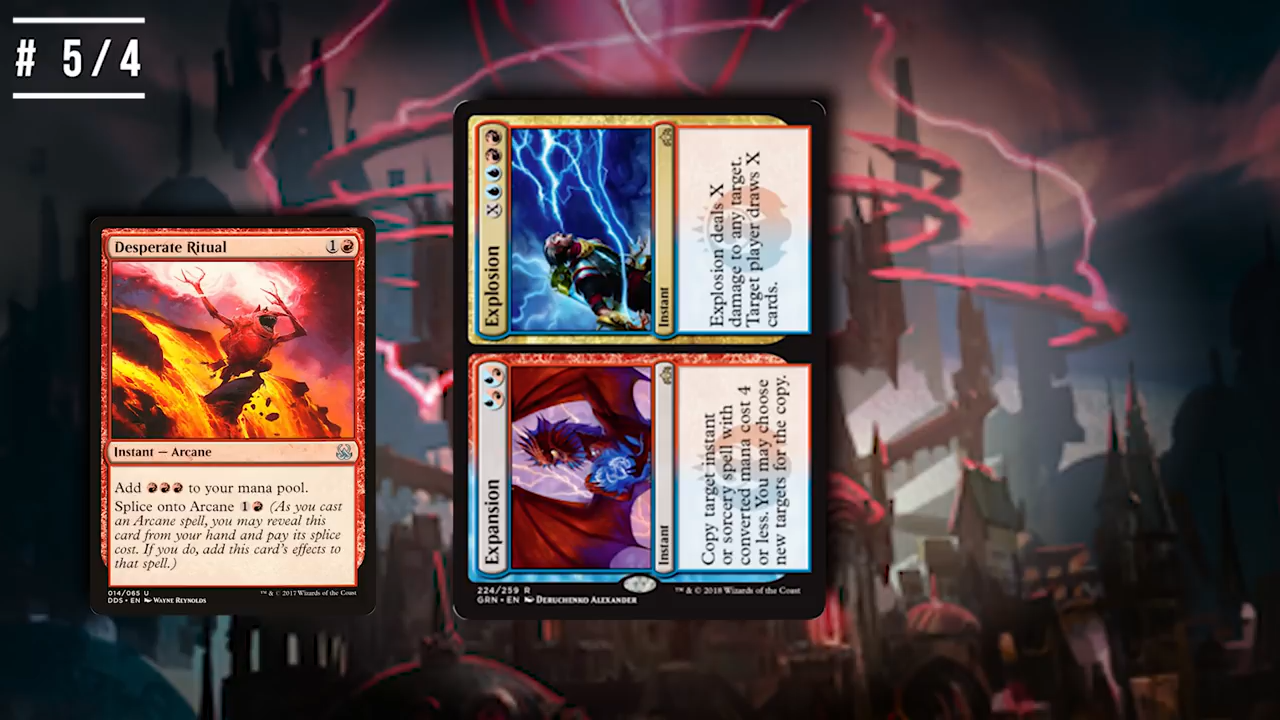 # 5/4
Desperate Ritual 1
Instant — Arcane
Add to your mana pool.
Splice onto Arcane 1 (As you cast
an Arcane spell, you may reveal this
card from your hand and pay its splice
cost. If you do, add this card's effects to
that spell.)
014/065 U
DDS • EN Wayne Reynolds
™ & © 2017 Wizards of the Coast
Explosion X
Instant
Explosion deals X
damage to any target.
Target player draws X
cards.
Expansion
Instant
Copy target instant
or sorcery spell with
converted mana cost 4
or less. You may choose
new targets for the copy.
224/259 R
GRN • EN Deruchenko Alexander
™ & © 2018 Wizards of the Coast